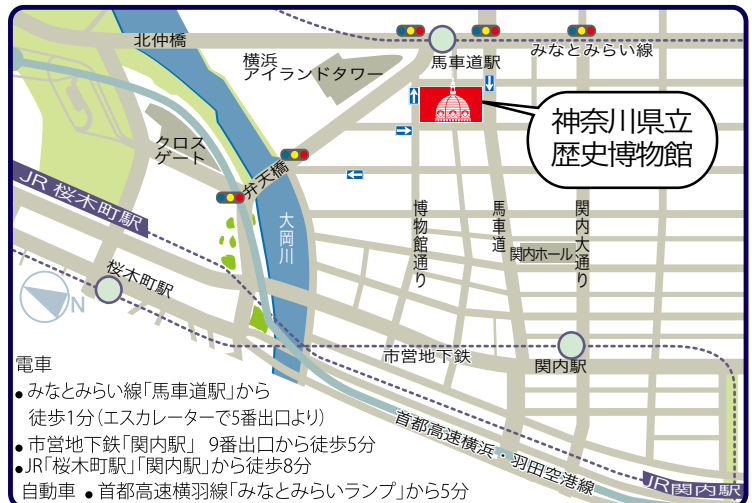 北仲橋
横浜
アイランドタワー
馬車道駅
みなとみらい線
神奈川県立
歴史博物館
クロス
ゲート
弁天橋
JR 桜木町駅
大岡川
博物館通り
馬車道
関内大通り
関内ホール
桜木町駅
N
市営地下鉄
関内駅
首都高速横浜・羽田空港線
JR関内駅
電車
●みなとみらい線「馬車道駅」から
徒歩1分(エスカレーターで5番出口より)
●市営地下鉄「関内駅」 9番出口から徒歩5分
●JR「桜木町駅」「関内駅」から徒歩8分
自動車 ●首都高速横羽線「みなとみらいランプ」から5分